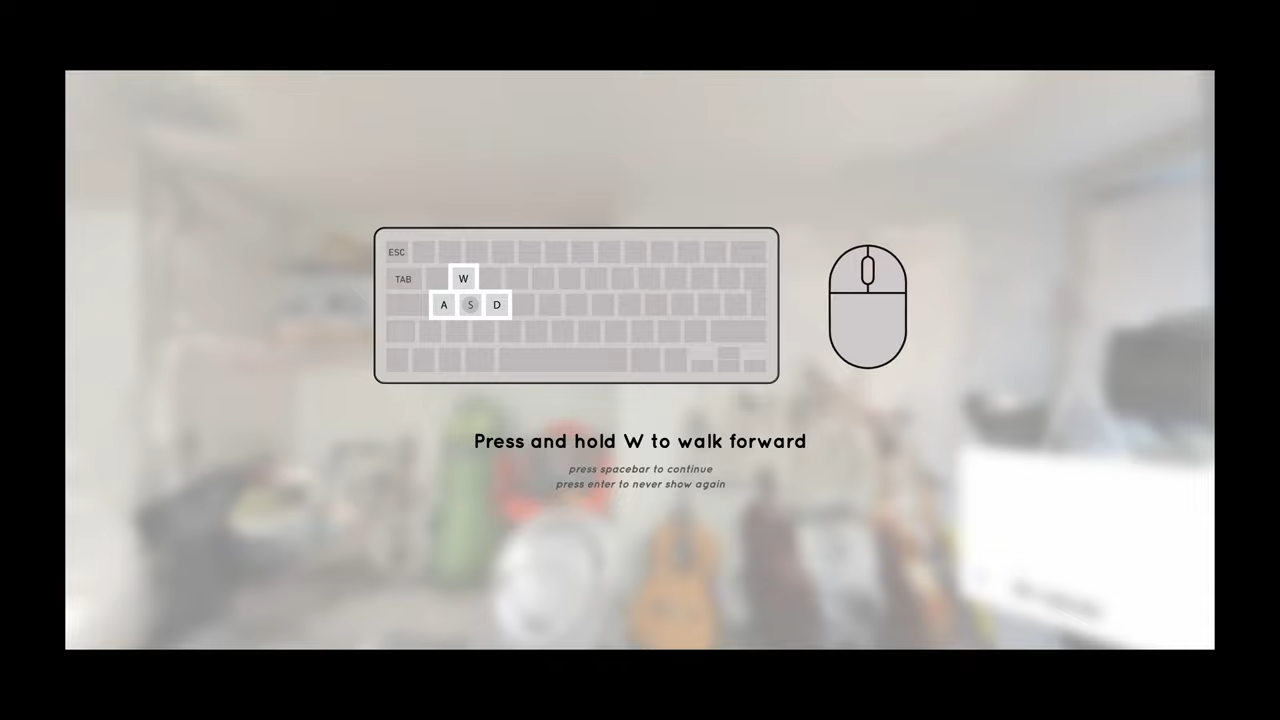 ESC
TAB
W
A S D
Press and hold W to walk forward
press spacebar to continue
press enter to never show again